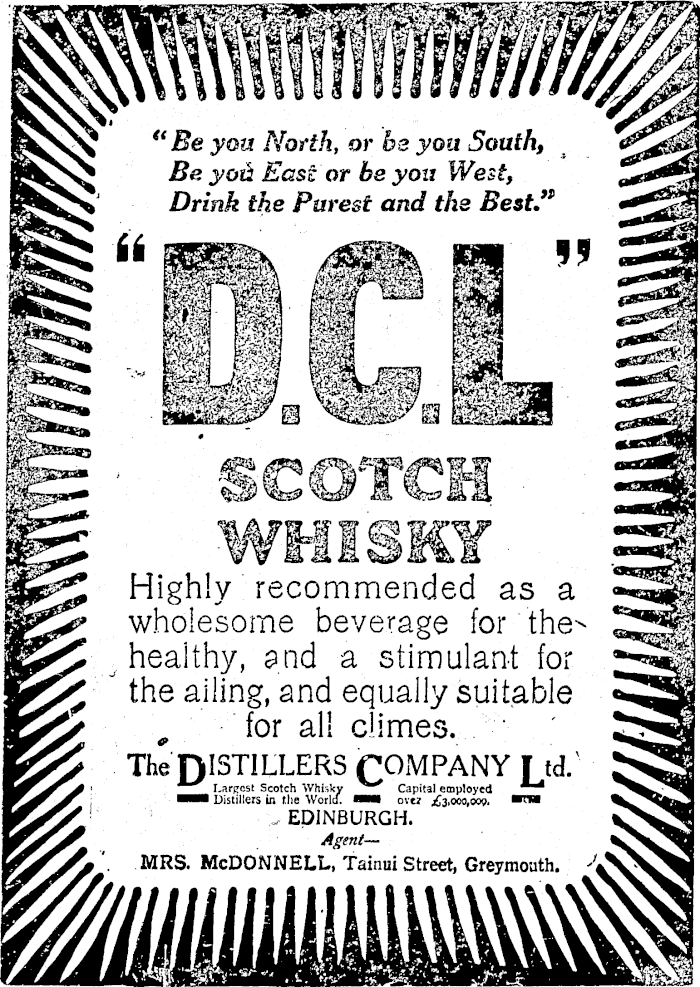 "Be you North, or be you South,
Be you East or be you West,
Drink the Purest and the Best."
"D.C.L"
SCOTCH
WHISKY
Highly recommended as a
wholesome beverage for the
healthy, and a stimulant for
the ailing, and equally suitable
for all climes.
The DISTILLERS COMPANY Ltd.
Largest Scotch Whisky Capital employed
Distillers in the World. over £3,000,000.
EDINBURGH.
Agent—
MRS. McDONNELL, Tainui Street, Greymouth.